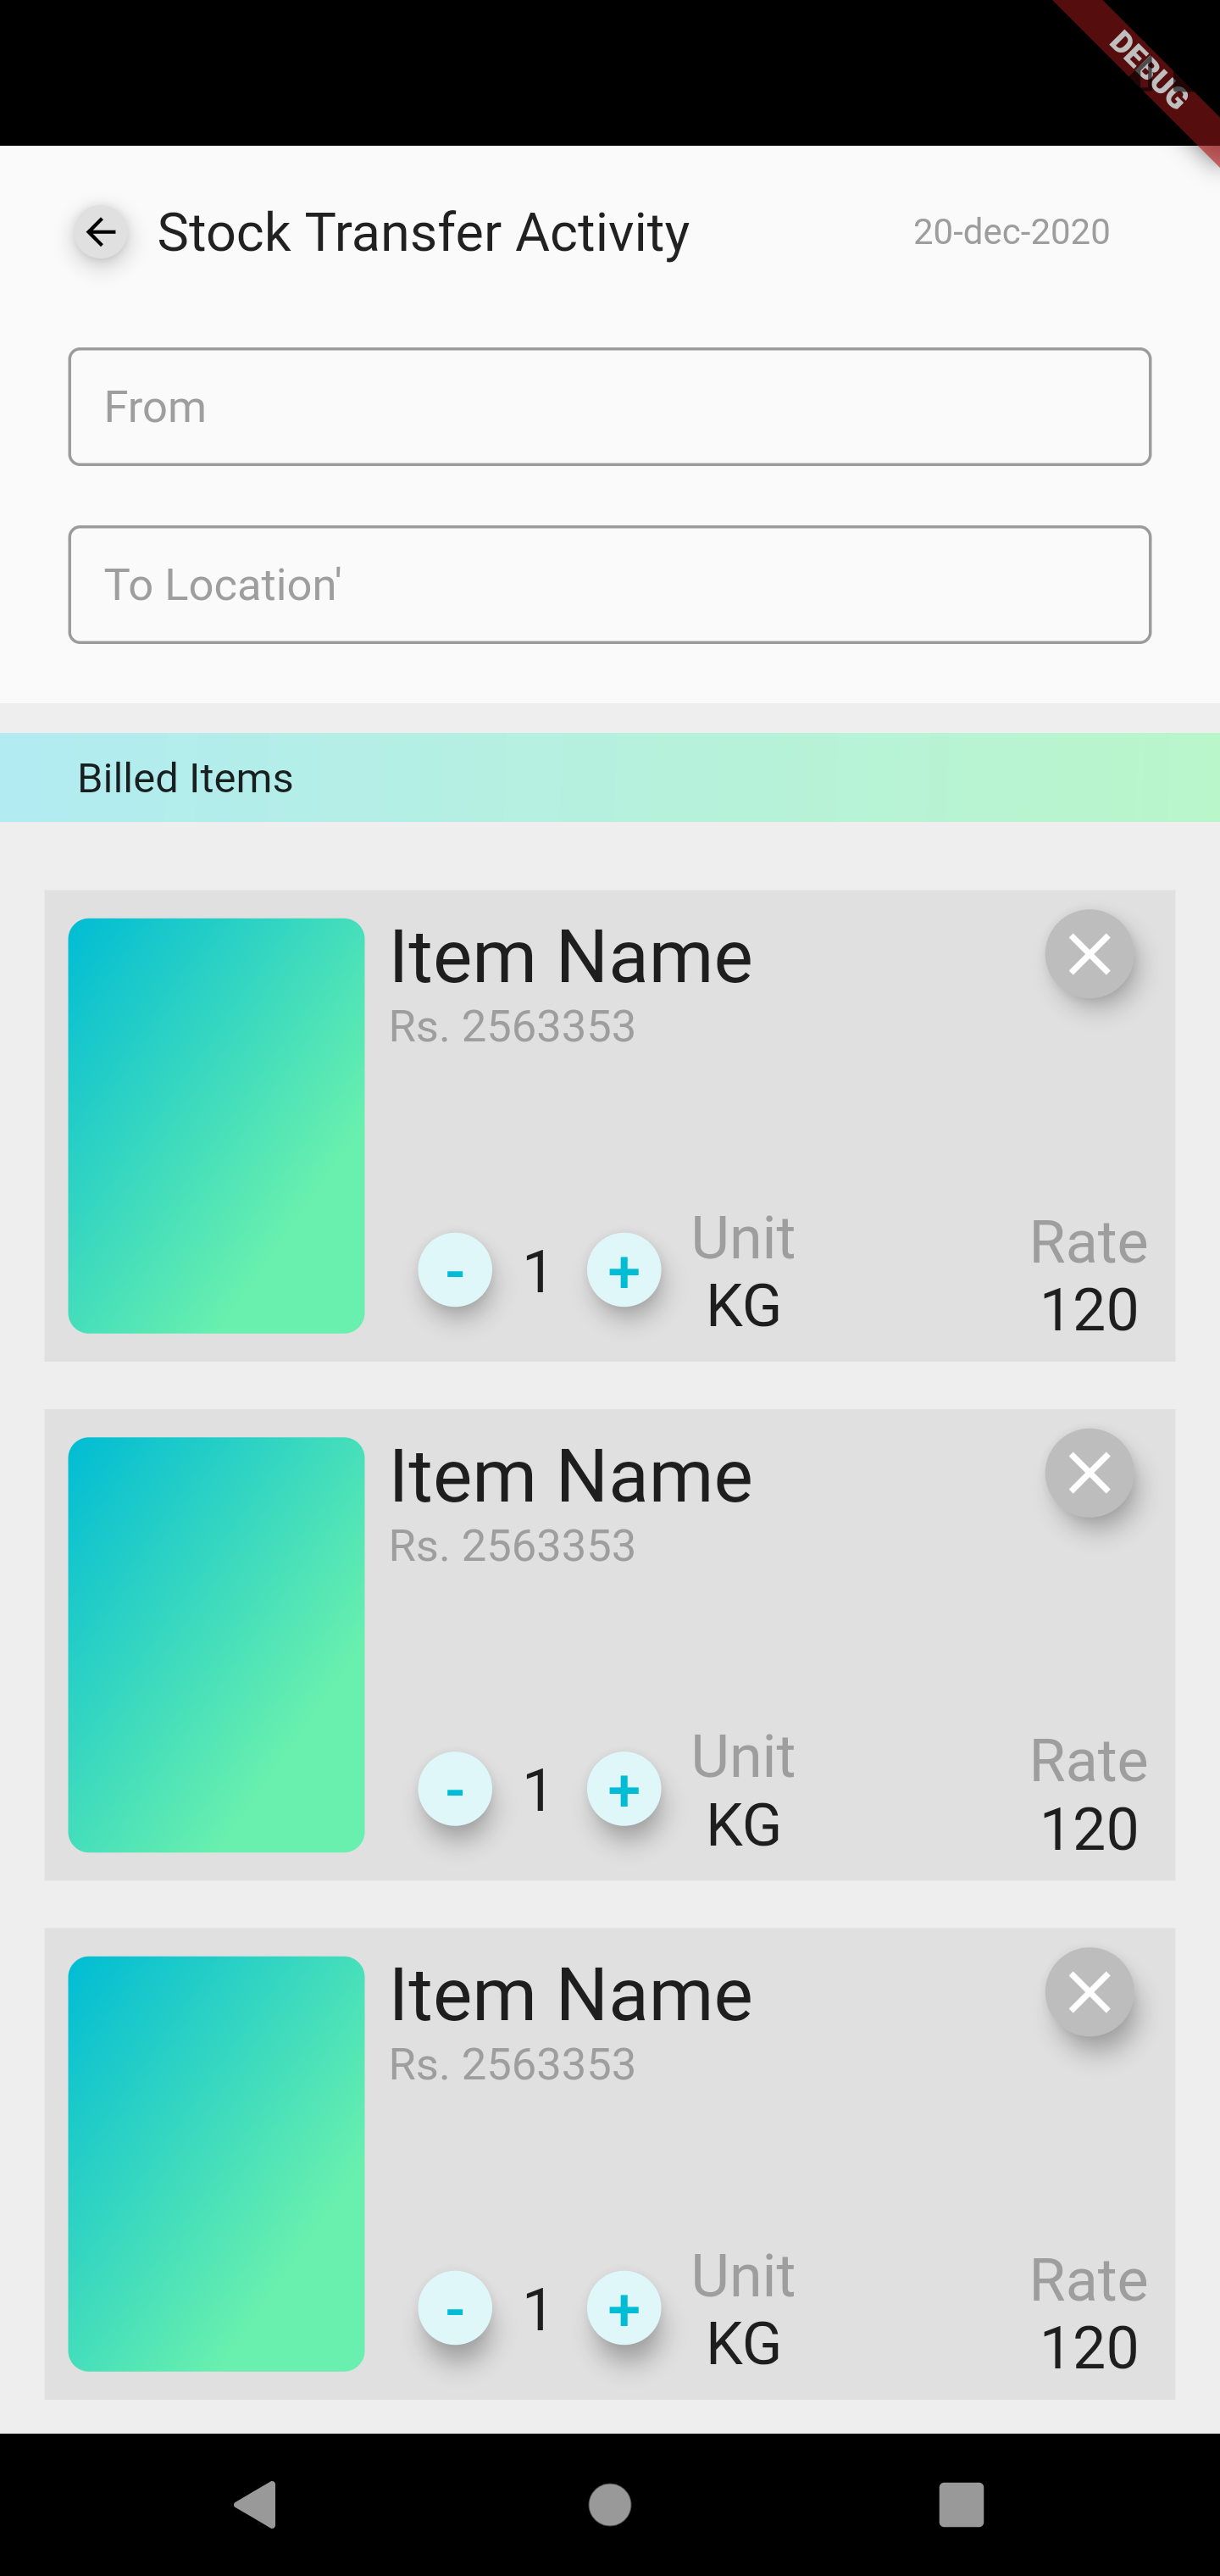 DEBUG
Stock Transfer Activity
20-dec-2020
From
To Location'
Billed Items
Item Name
Rs. 2563353
- 1 + Unit Rate
KG 120
Item Name
Rs. 2563353
- 1 + Unit Rate
KG 120
Item Name
Rs. 2563353
- 1 + Unit Rate
KG 120